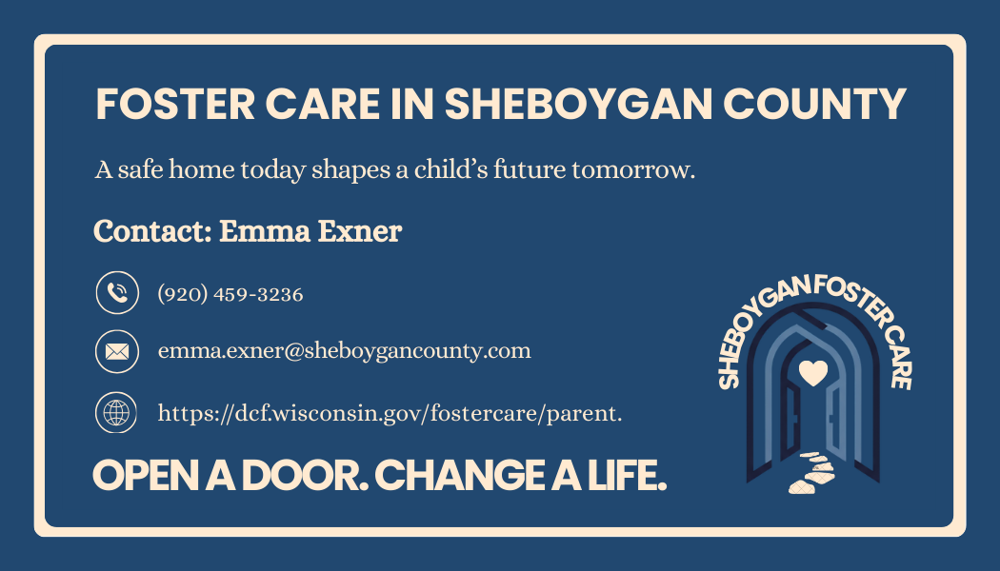 FOSTER CARE IN SHEBOYGAN COUNTY
A safe home today shapes a child’s future tomorrow.
Contact: Emma Exner
(920) 459-3236
emma.exner@sheboygancounty.com
https://dcf.wisconsin.gov/fostercare/parent.
OPEN A DOOR. CHANGE A LIFE.
SHEBOYGAN FOSTER CARE